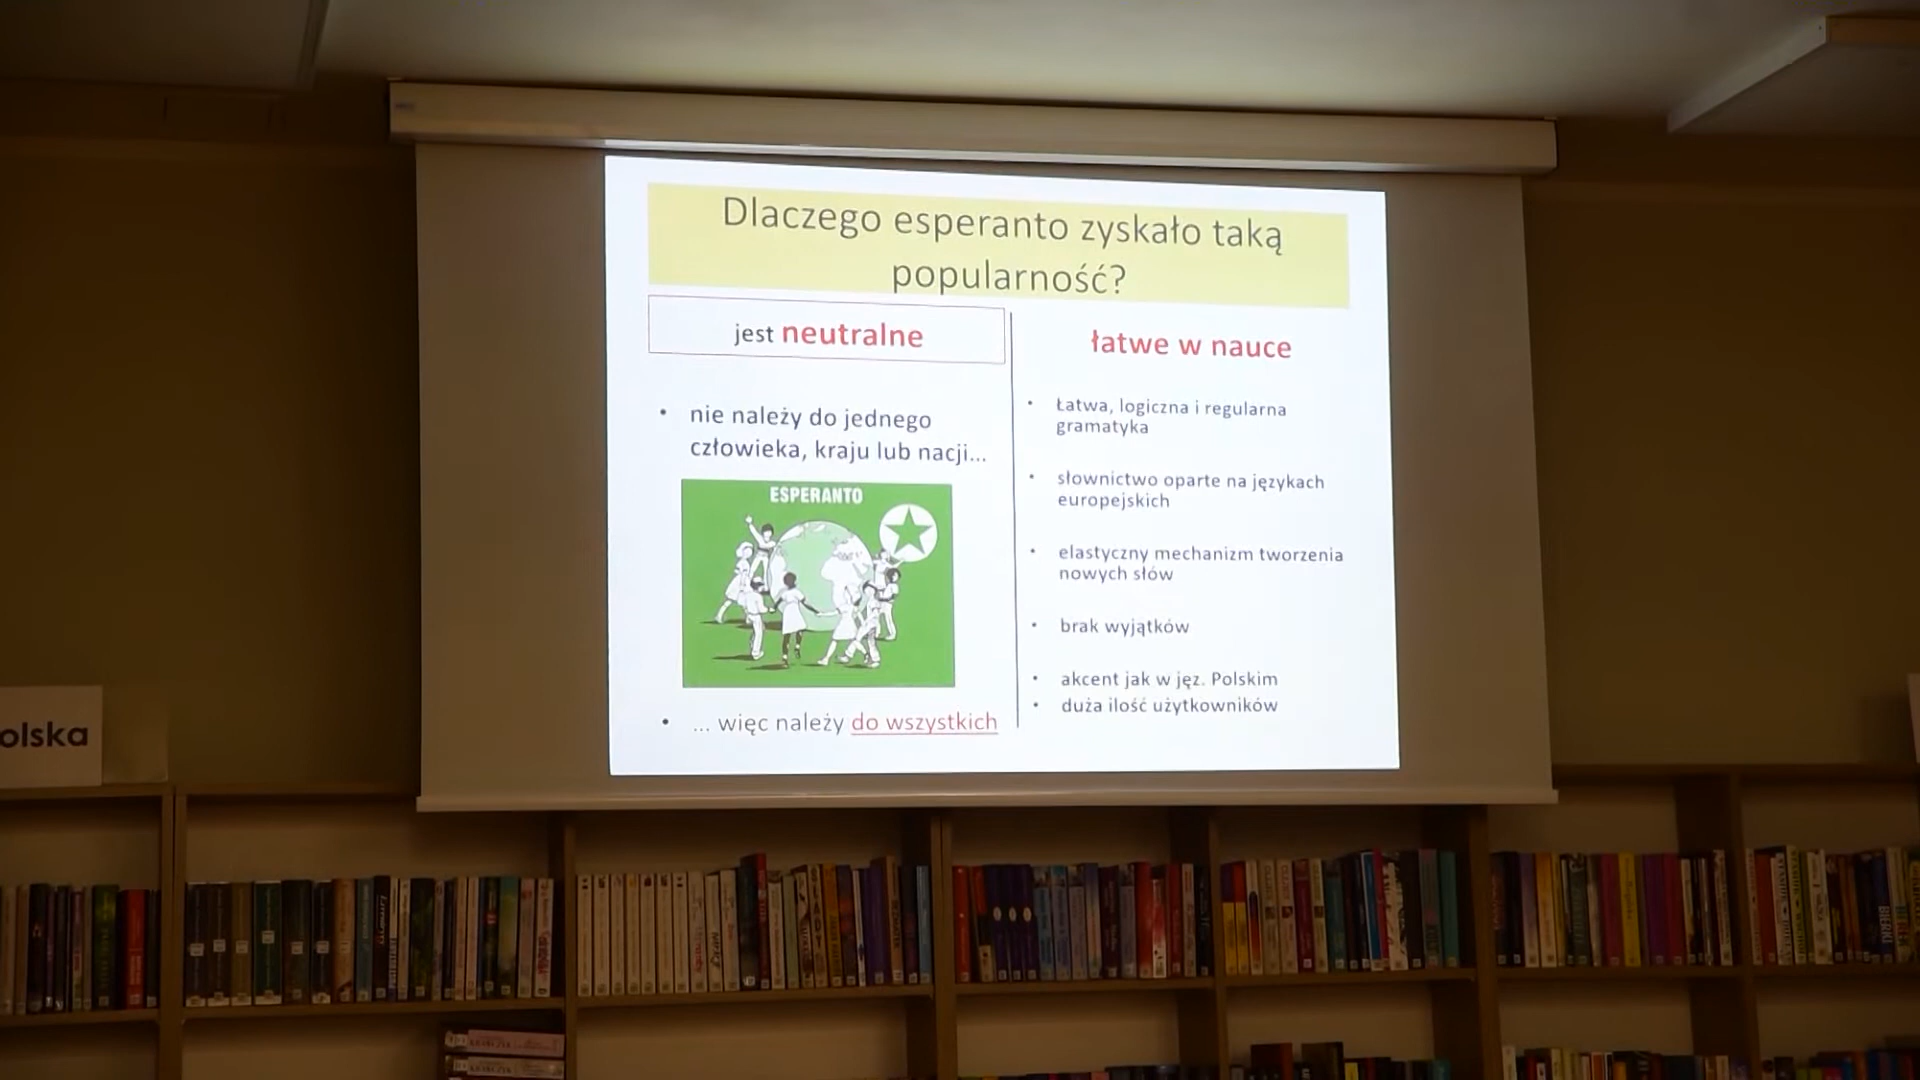 Dlaczego esperanto zyskało taką
popularność?
jest neutralne
• nie należy do jednego
człowieka, kraju lub nacji...
ESPERANTO
• ... więc należy do wszystkich
łatwe w nauce
• Łatwa, logiczna i regularna
gramatyka
• słownictwo oparte na językach
europejskich
• elastyczny mechanizm tworzenia
nowych słów
• brak wyjątków
• akcent jak w jęz. Polskim
• duża ilość użytkowników
olska